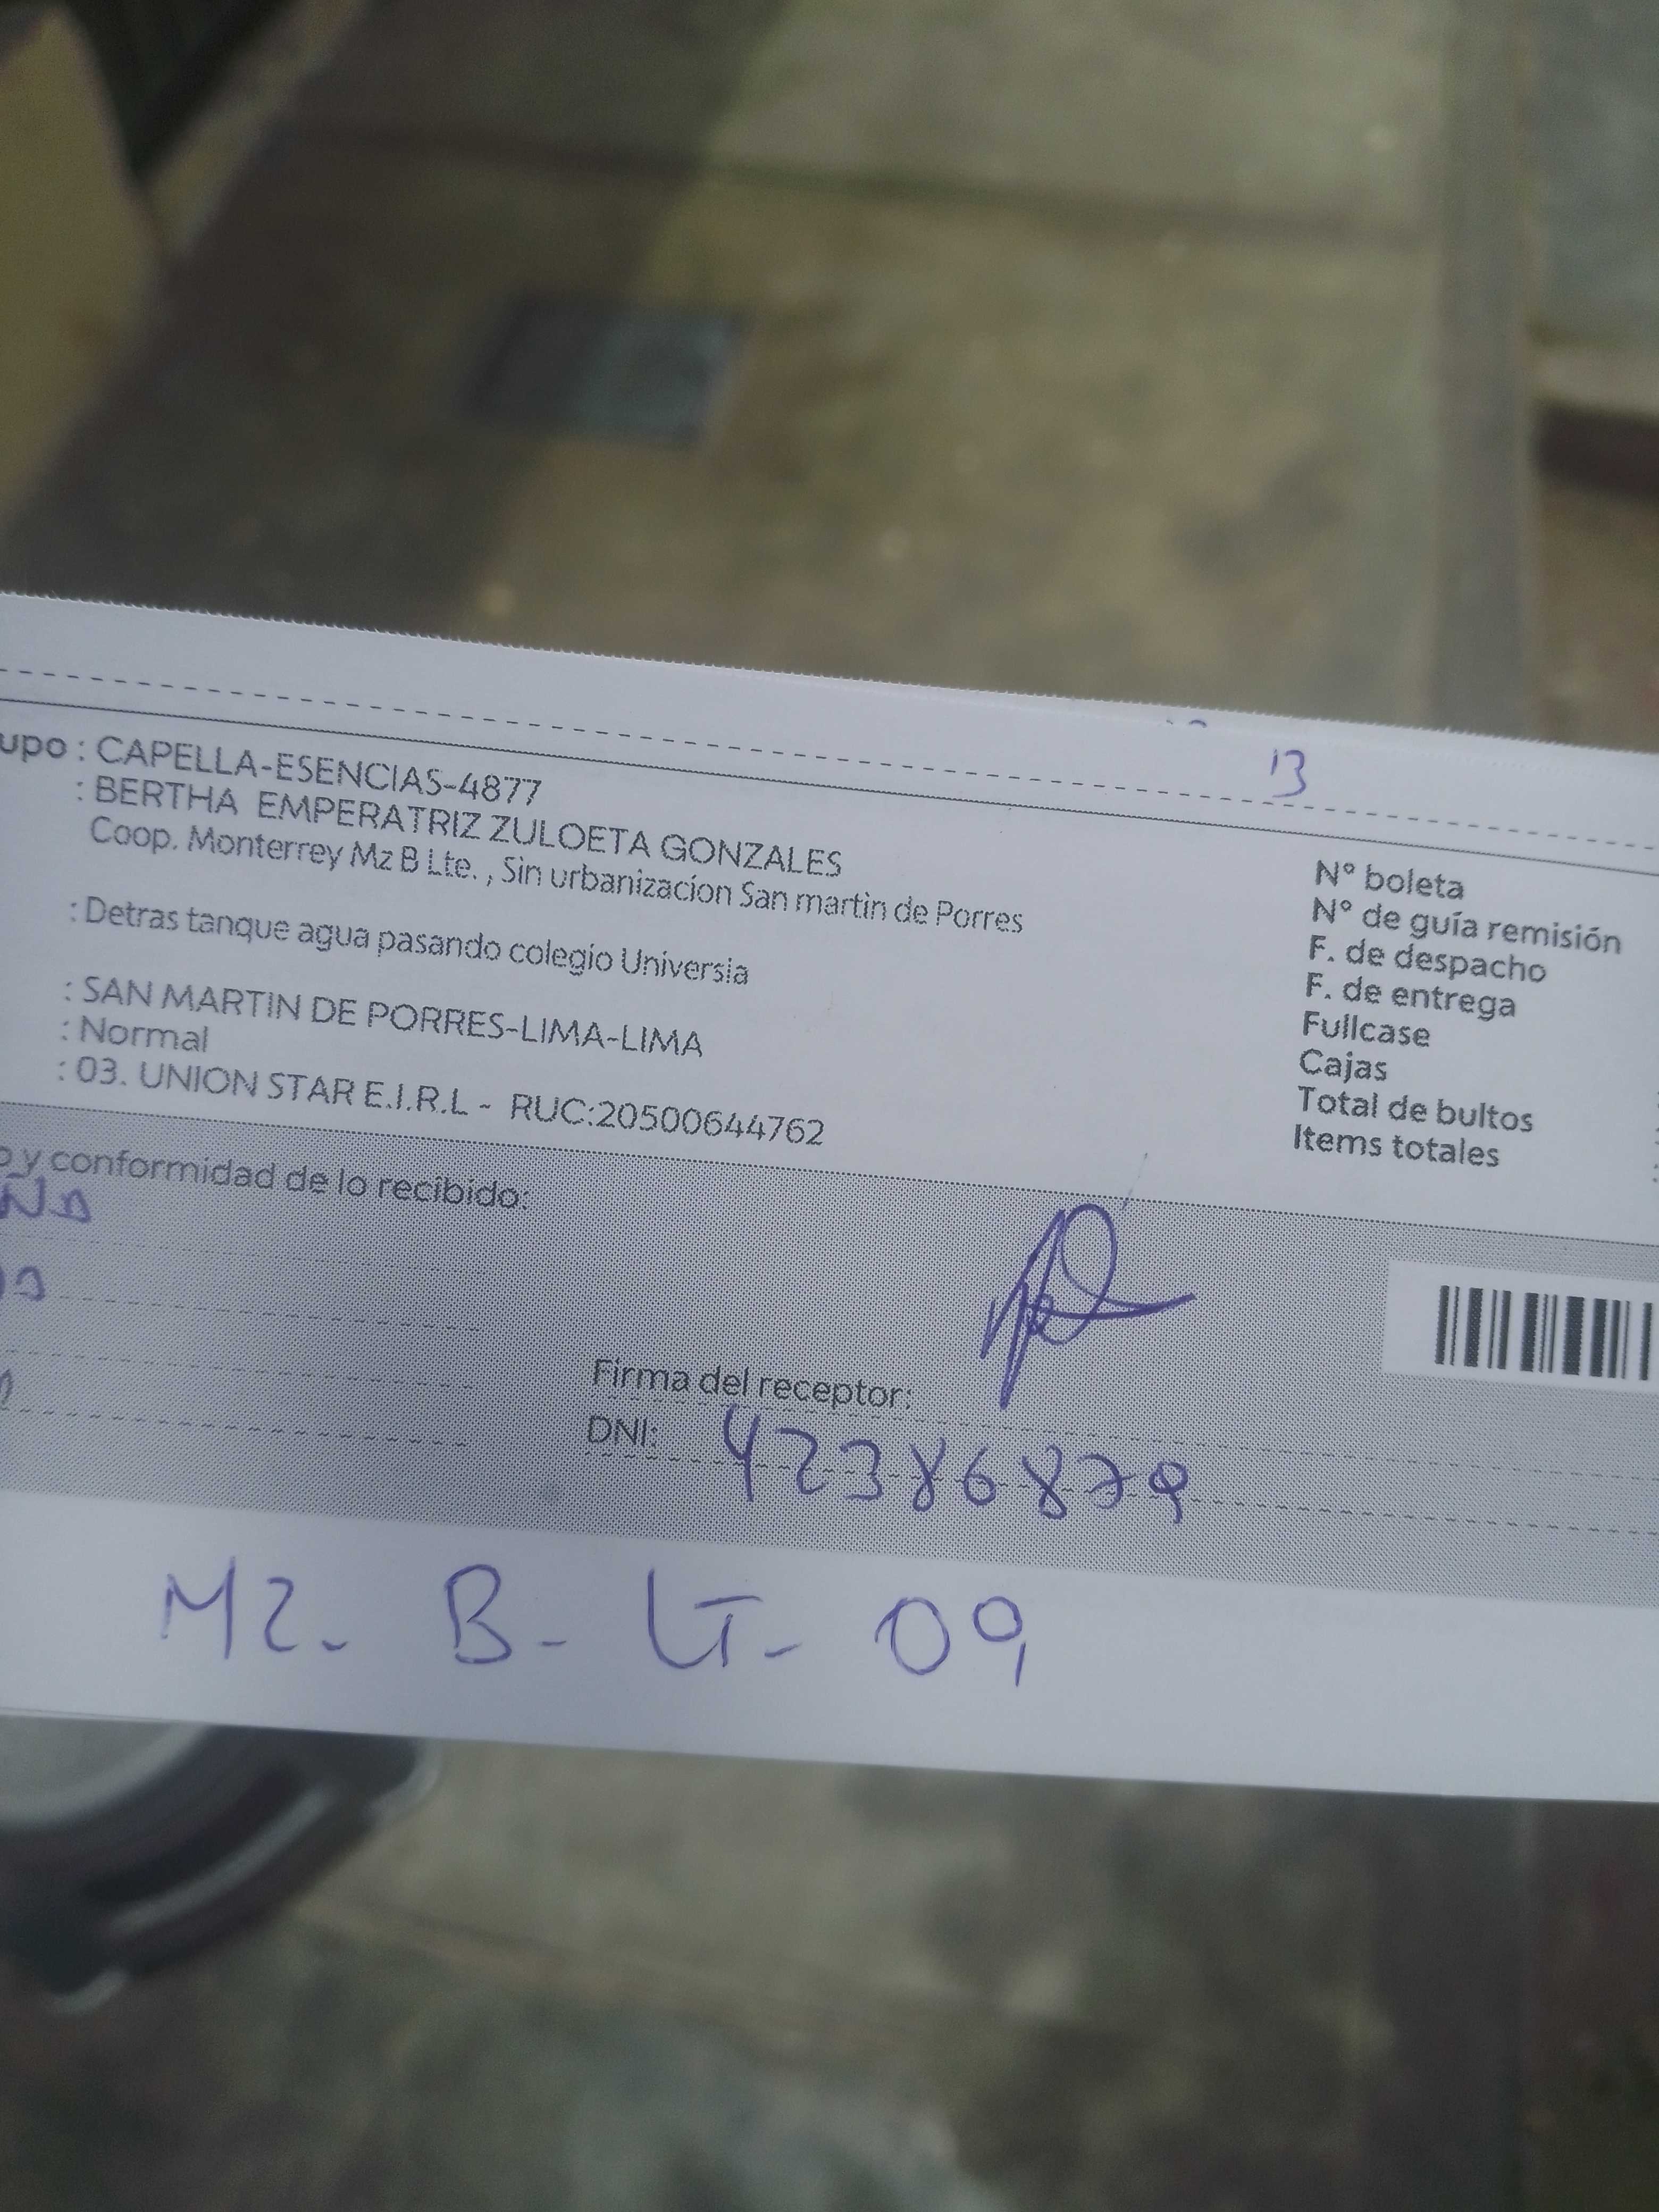 13
upo : CAPELLA-ESENCIAS-4877
: BERTHA EMPERATRIZ ZULOETA GONZALES
Coop. Monterrey Mz B Lte. , Sin urbanizacion San martin de Porres
: Detras tanque agua pasando colegio Universia
: SAN MARTIN DE PORRES-LIMA-LIMA
: Normal
: 03. UNION STAR E.I.R.L - RUC:20500644762
N° boleta
N° de guía remisión
F. de despacho
F. de entrega
Fullcase
Cajas
Total de bultos
Items totales
o y conformidad de lo recibido:
Firma del receptor:
DNI: 42386879
MZ- B- LT- 09